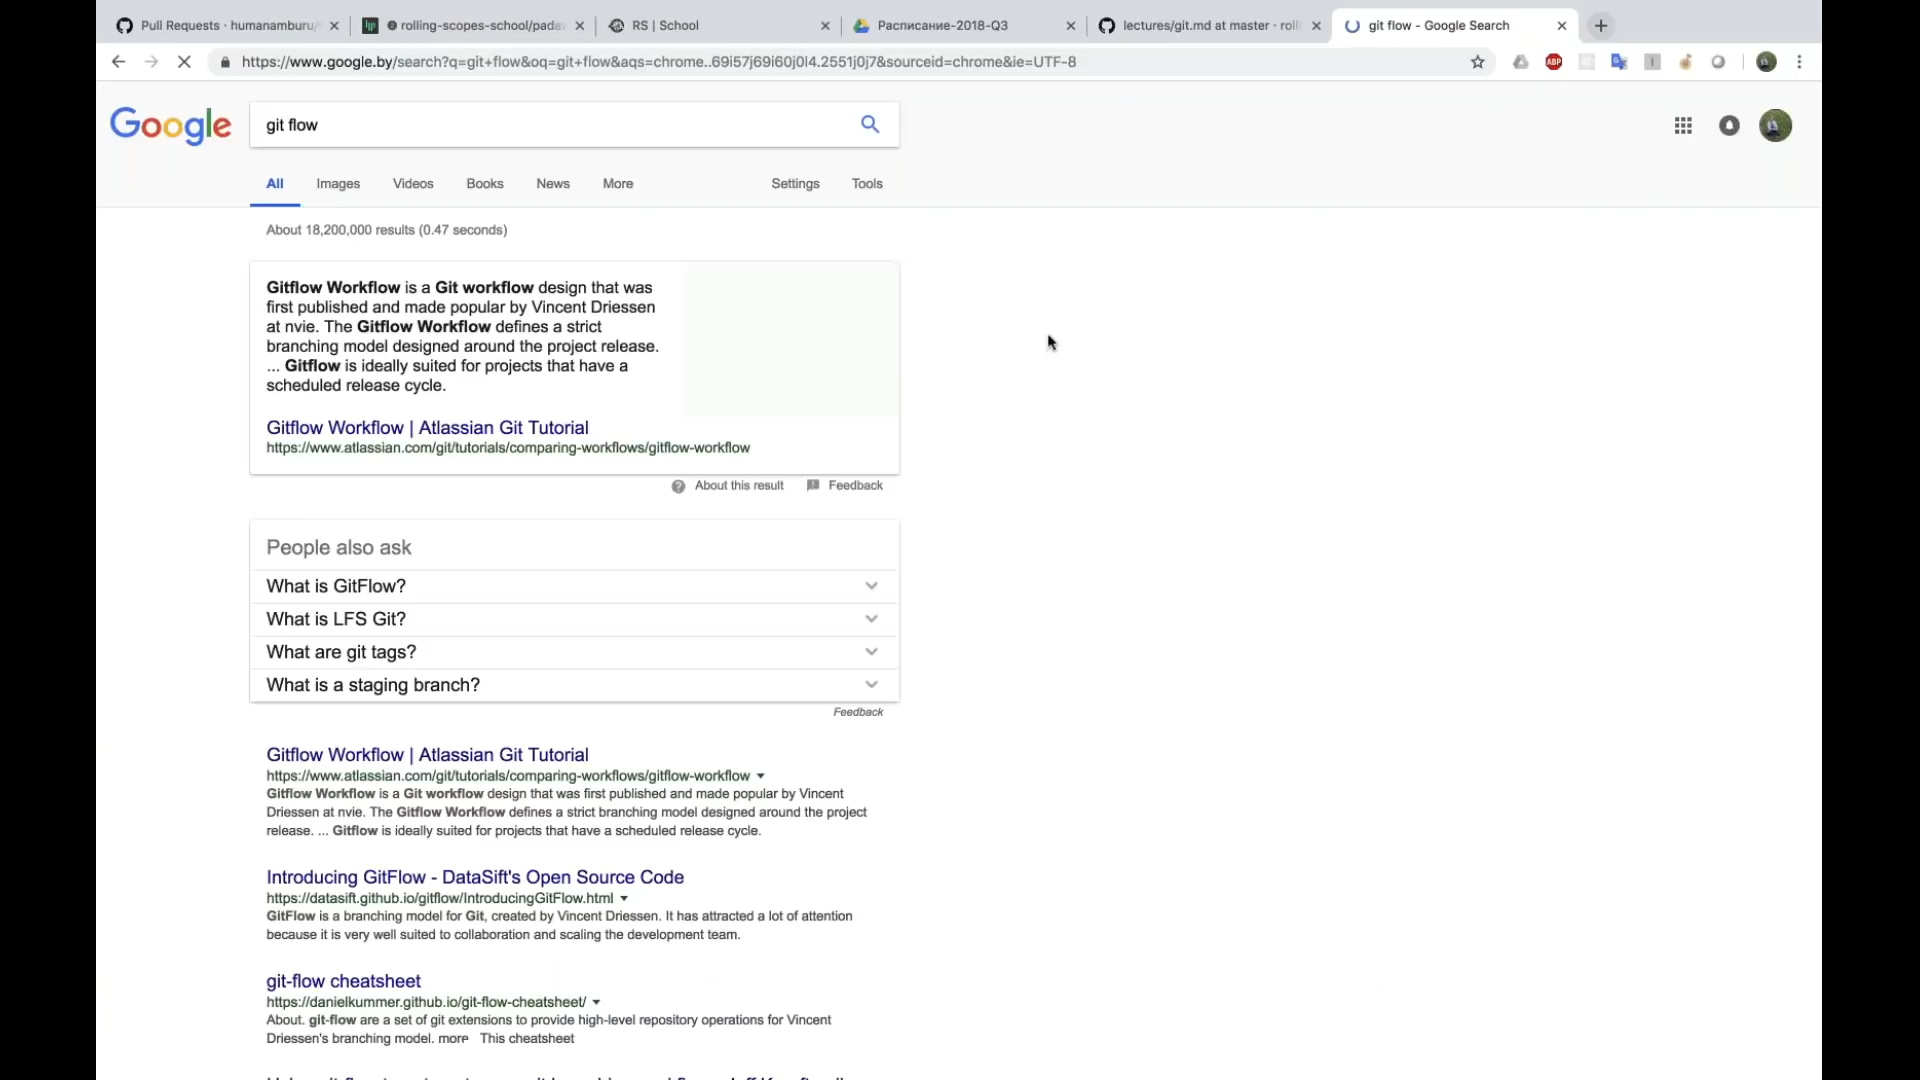 Pull Requests · humanamburu/
rolling-scopes-school/padav
RS | School
Расписание-2018-Q3
lectures/git.md at master · roll
git flow - Google Search
https://www.google.by/search?q=git+flow&oq=git+flow&aqs=chrome..69i57j69i60j0l4.2551j0j7&sourceid=chrome&ie=UTF-8
ABP
Google
git flow
All Images Videos Books News More Settings Tools
About 18,200,000 results (0.47 seconds)
Gitflow Workflow is a Git workflow design that was
first published and made popular by Vincent Driessen
at nvie. The Gitflow Workflow defines a strict
branching model designed around the project release.
... Gitflow is ideally suited for projects that have a
scheduled release cycle.
Gitflow Workflow | Atlassian Git Tutorial
https://www.atlassian.com/git/tutorials/comparing-workflows/gitflow-workflow
About this result Feedback
People also ask
What is GitFlow?
What is LFS Git?
What are git tags?
What is a staging branch?
Feedback
Gitflow Workflow | Atlassian Git Tutorial
https://www.atlassian.com/git/tutorials/comparing-workflows/gitflow-workflow
Gitflow Workflow is a Git workflow design that was first published and made popular by Vincent
Driessen at nvie. The Gitflow Workflow defines a strict branching model designed around the project
release. ... Gitflow is ideally suited for projects that have a scheduled release cycle.
Introducing GitFlow - DataSift's Open Source Code
https://datasift.github.io/gitflow/IntroducingGitFlow.html
GitFlow is a branching model for Git, created by Vincent Driessen. It has attracted a lot of attention
because it is very well suited to collaboration and scaling the development team.
git-flow cheatsheet
https://danielkummer.github.io/git-flow-cheatsheet/
About. git-flow are a set of git extensions to provide high-level repository operations for Vincent
Driessen's branching model. more This cheatsheet